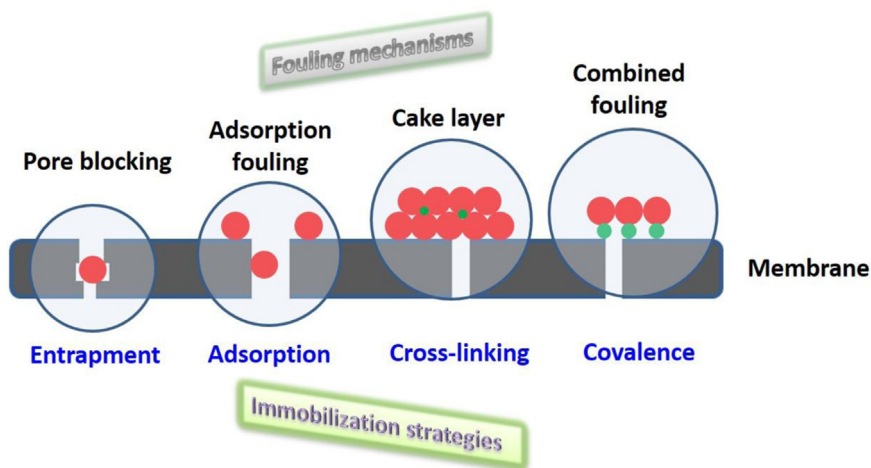 Fouling mechanisms
Combined
fouling
Cake layer
Adsorption
fouling
Pore blocking
Membrane
Entrapment
Adsorption
Cross-linking
Covalence
Immobilization strategies